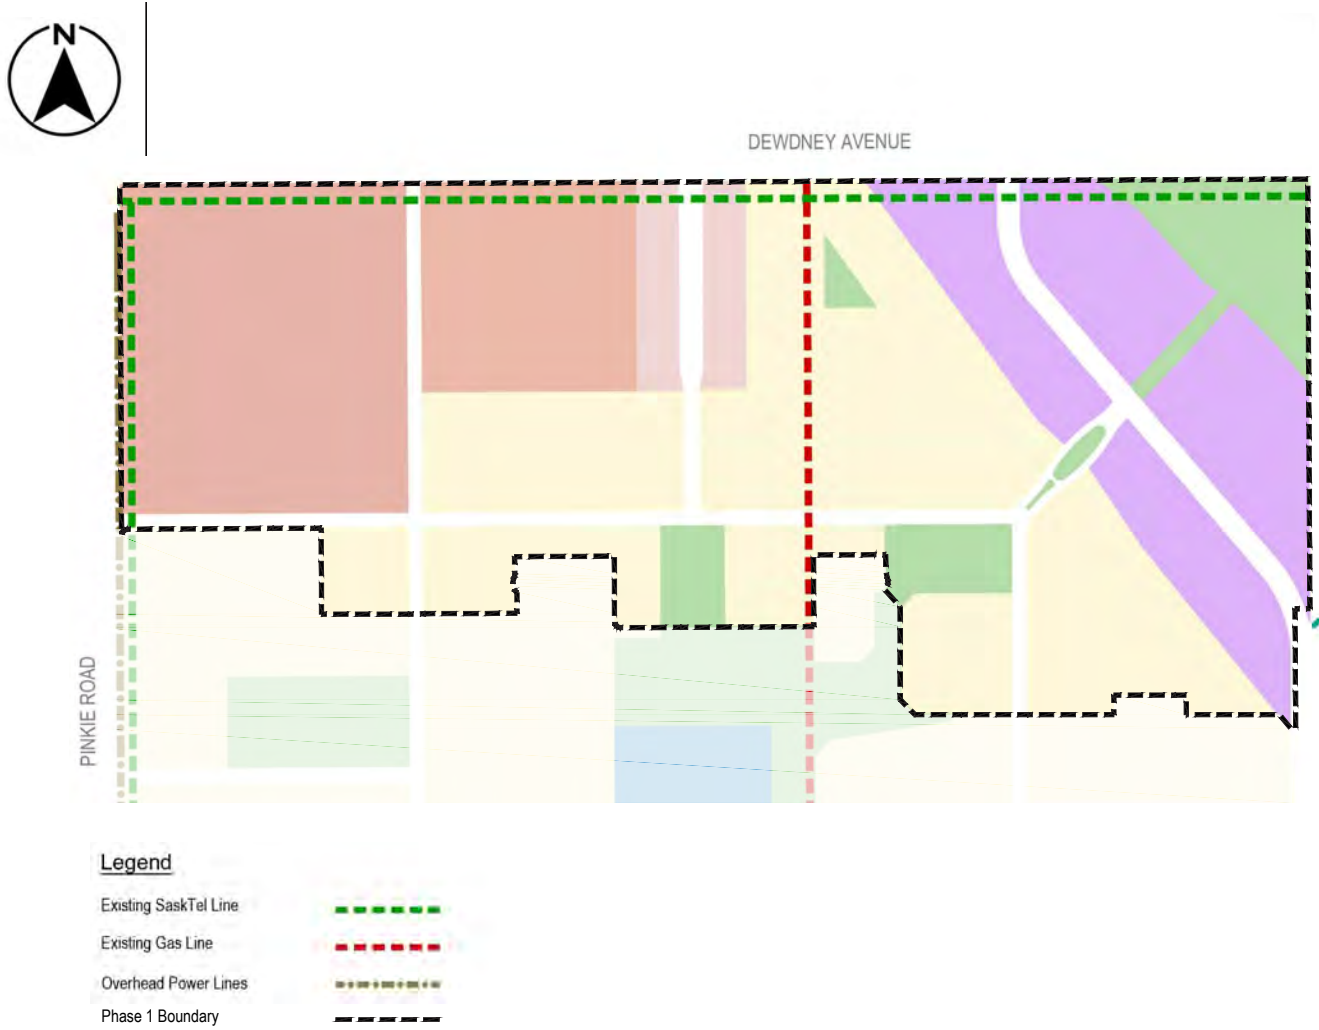 N
DEWDNEY AVENUE
PINKIE ROAD
Legend
Existing SaskTel Line
Existing Gas Line
Overhead Power Lines
Phase 1 Boundary